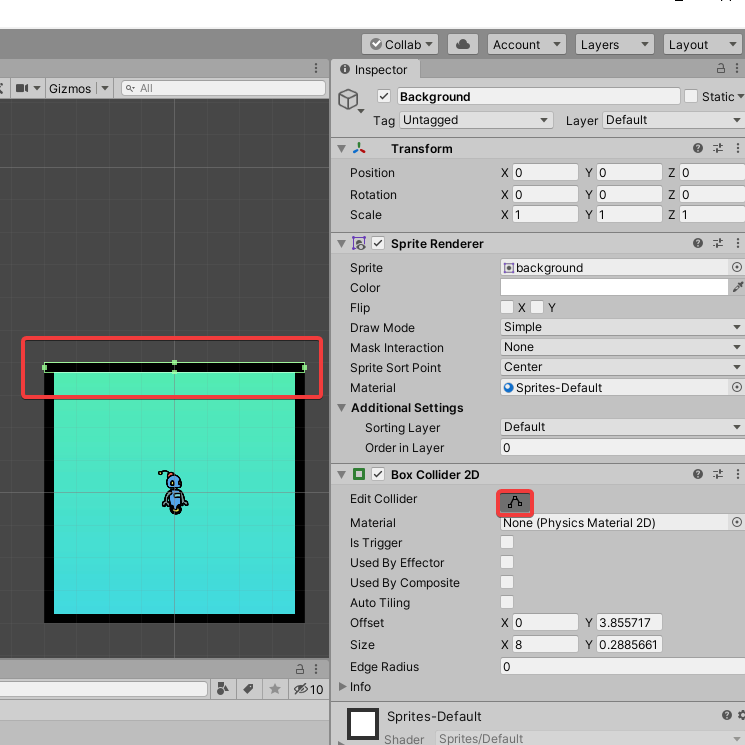 Collab Account Layers Layout
Inspector
Gizmos All
Background Static
Tag Untagged Layer Default
Transform
Position X 0 Y 0 Z 0
Rotation X 0 Y 0 Z 0
Scale X 1 Y 1 Z 1
Sprite Renderer
Sprite background
Color
Flip X Y
Draw Mode Simple
Mask Interaction None
Sprite Sort Point Center
Material Sprites-Default
Additional Settings
Sorting Layer Default
Order in Layer 0
Box Collider 2D
Edit Collider
Material None (Physics Material 2D)
Is Trigger
Used By Effector
Used By Composite
Auto Tiling
Offset X 0 Y 3.855717
Size X 8 Y 0.2885661
Edge Radius 0
10 Info
Sprites-Default
Shader Sprites/Default